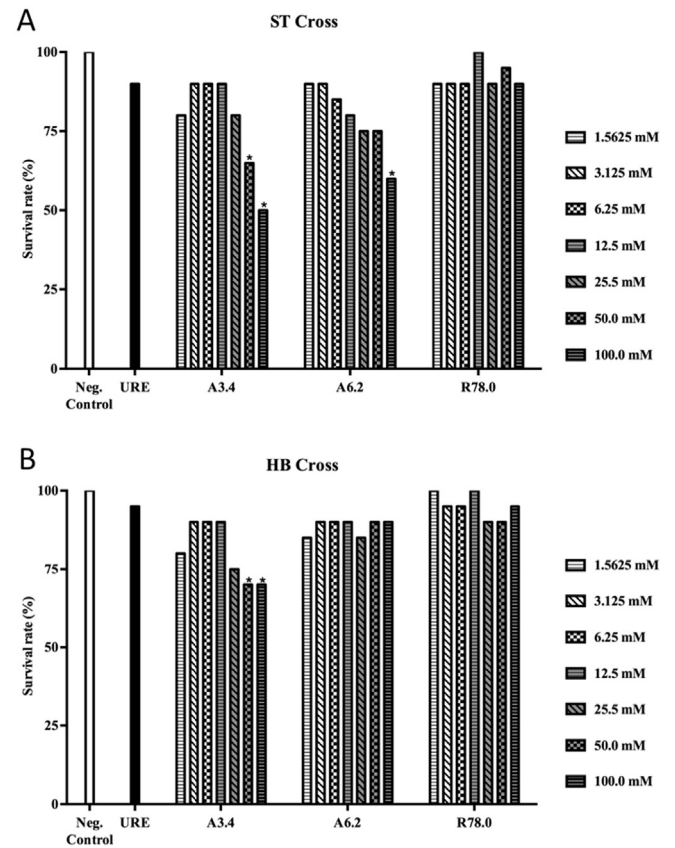 A
ST Cross
Survival rate (%)
100
75
50
25
0
*
*
*
Neg.
Control
URE
A3.4
A6.2
R78.0
1.5625 mM
3.125 mM
6.25 mM
12.5 mM
25.5 mM
50.0 mM
100.0 mM
B
HB Cross
Survival rate (%)
100
75
50
25
0
*
*
Neg.
Control
URE
A3.4
A6.2
R78.0
1.5625 mM
3.125 mM
6.25 mM
12.5 mM
25.5 mM
50.0 mM
100.0 mM